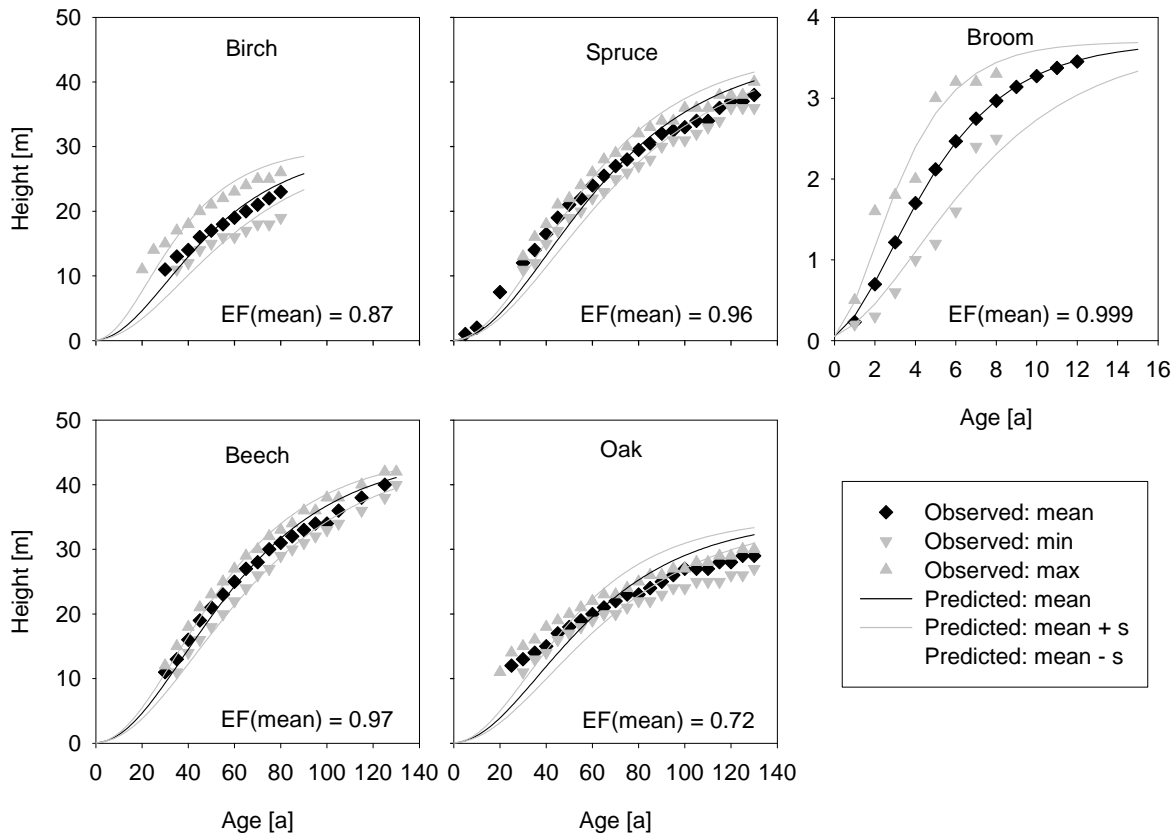 Birch
EF(mean) = 0.87
Height [m]
50
40
30
20
10
0
Spruce
EF(mean) = 0.96
Broom
EF(mean) = 0.999
4
3
2
1
0
0 2 4 6 8 10 12 14 16
Age [a]
Beech
EF(mean) = 0.97
Height [m]
50
40
30
20
10
0
0 20 40 60 80 100 120 140
Age [a]
Oak
EF(mean) = 0.72
0 20 40 60 80 100 120 140
Age [a]
Observed: mean
Observed: min
Observed: max
Predicted: mean
Predicted: mean + s
Predicted: mean - s